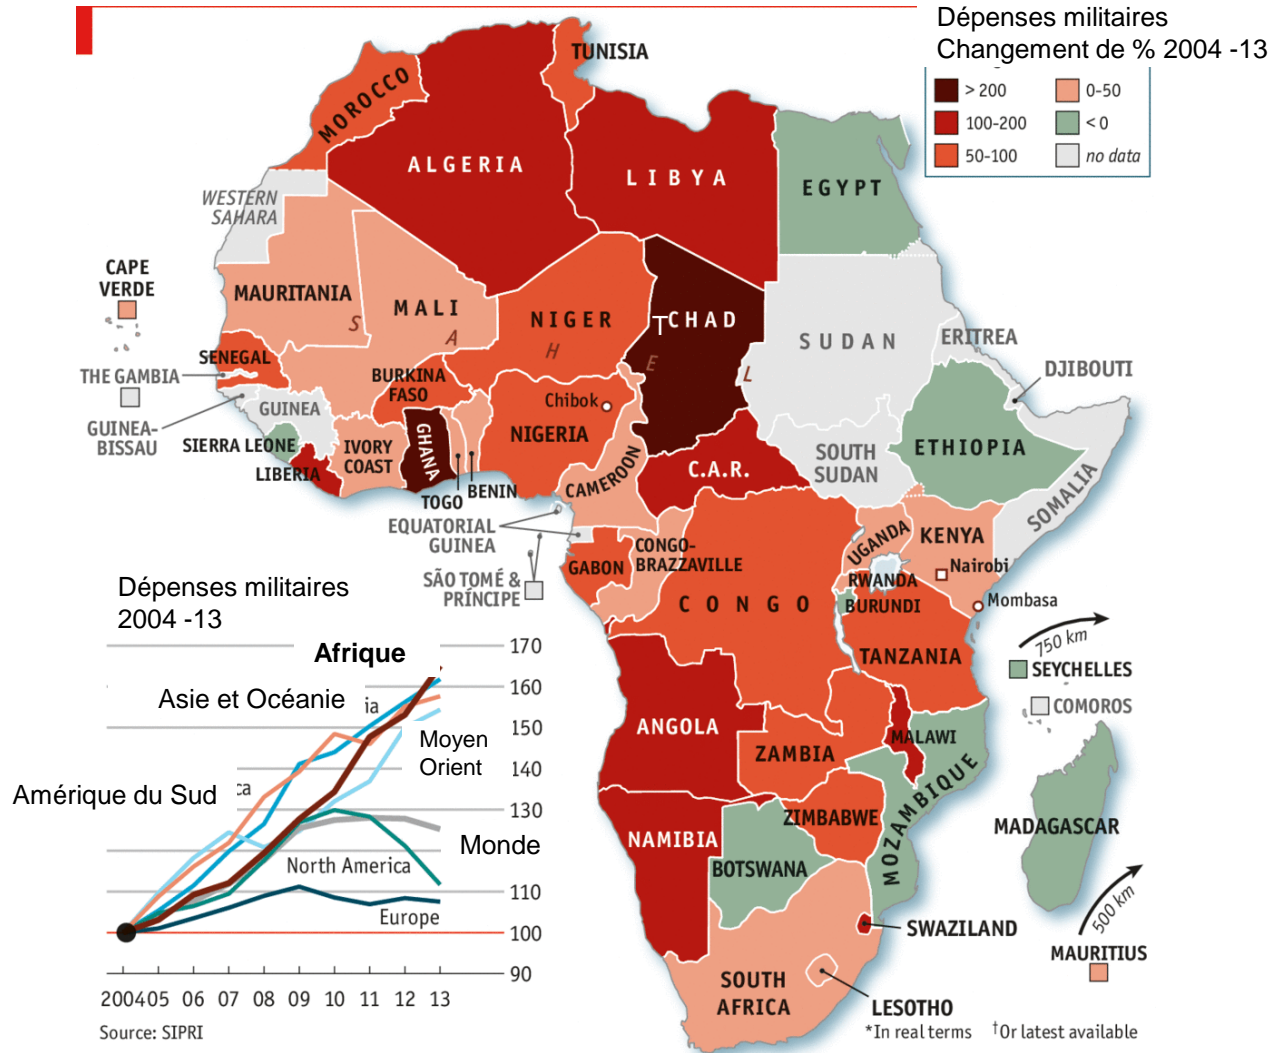 Dépenses militaires
Changement de % 2004 -13
> 200
0-50
100-200
< 0
50-100
no data
TUNISIA
MOROCCO
ALGERIA
LIBYA
EGYPT
WESTERN
SAHARA
CAPE
VERDE
MAURITANIA
MALI
NIGER
TCHAD
SUDAN
ERITREA
S A H E L
DJIBOUTI
SENEGAL
THE GAMBIA
BURKINA
FASO
Chibok
GUINEA
GUINEA-
BISSAU
SIERRA LEONE
LIBERIA
IVORY
COAST
GHANA
NIGERIA
TOGO
BENIN
CAMEROON
C.A.R.
SOUTH
SUDAN
ETHIOPIA
SOMALIA
EQUATORIAL
GUINEA
SÃO TOMÉ &
PRÍNCIPE
GABON
CONGO-
BRAZZAVILLE
CONGO
UGANDA
KENYA
Nairobi
RWANDA
BURUNDI
Mombasa
TANZANIA
750 km
SEYCHELLES
COMOROS
ANGOLA
ZAMBIA
MALAWI
MOZAMBIQUE
ZIMBABWE
NAMIBIA
BOTSWANA
MADAGASCAR
500 km
MAURITIUS
SWAZILAND
SOUTH
AFRICA
LESOTHO
*In real terms †Or latest available
Dépenses militaires
2004 -13
Afrique
Asie et Océanie
ia
Moyen
Orient
ca
Amérique du Sud
Monde
North America
Europe
170
160
150
140
130
110
100
90
2004 05 06 07 08 09 10 11 12 13
Source: SIPRI